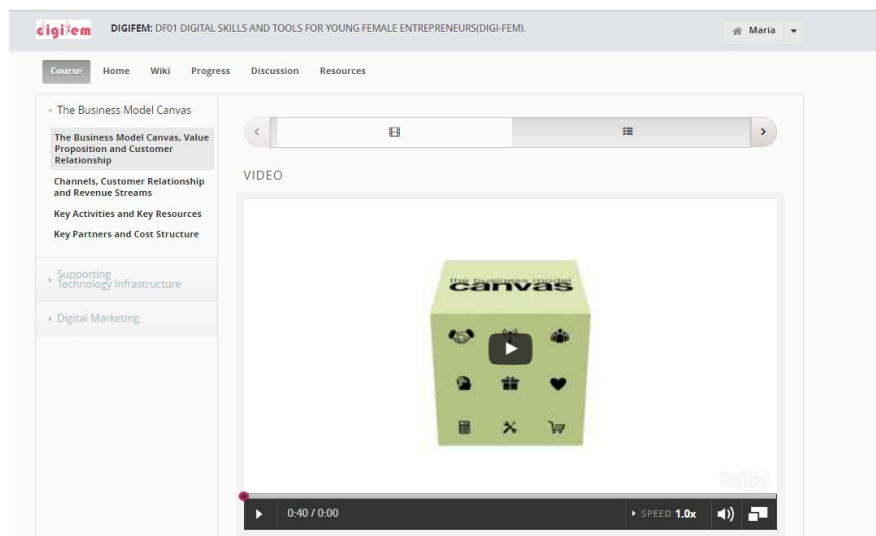 digifem
DIGIFEM: DF01 DIGITAL SKILLS AND TOOLS FOR YOUNG FEMALE ENTREPRENEURS(DIGI-FEM).
Maria
Course Home Wiki Progress Discussion Resources
The Business Model Canvas
The Business Model Canvas, Value
Proposition and Customer
Relationship
Channels, Customer Relationship
and Revenue Streams
Key Activities and Key Resources
Key Partners and Cost Structure
Supporting
Technology Infrastructure
Digital Marketing
VIDEO
the business model
canvas
YouTube
0:40 / 0:00
SPEED 1.0x